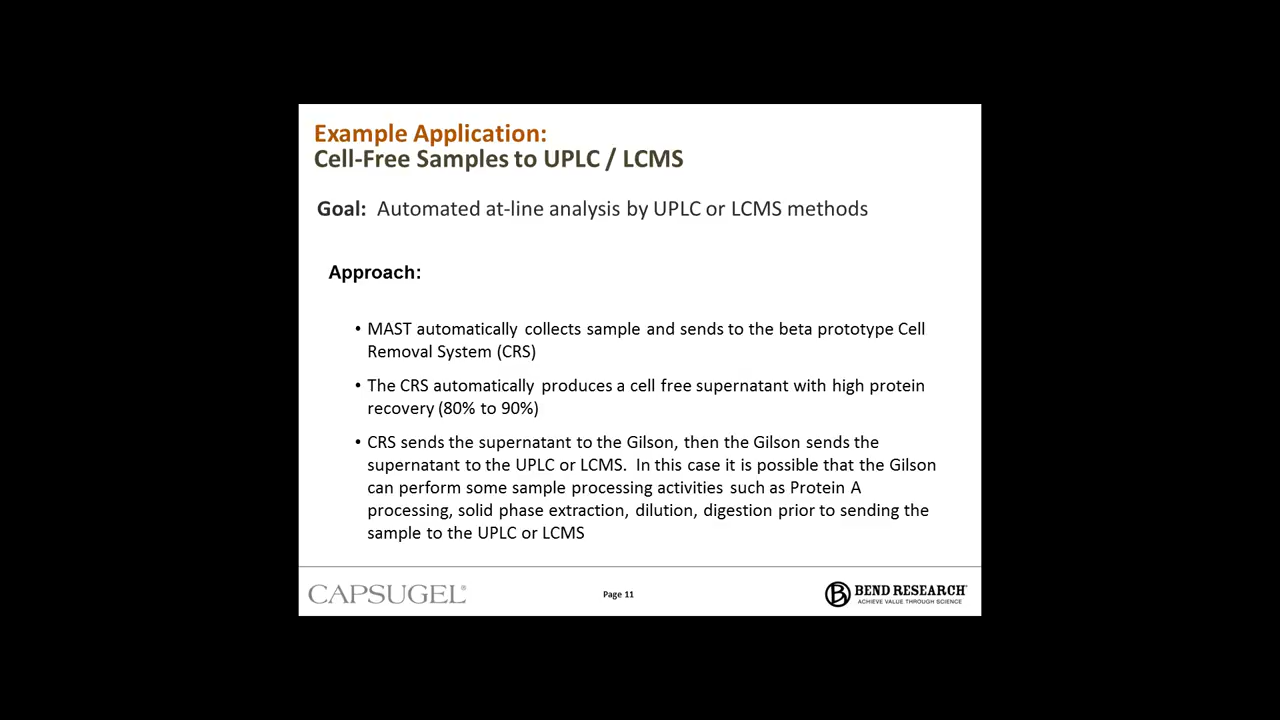 Example Application:
Cell-Free Samples to UPLC / LCMS
Goal: Automated at-line analysis by UPLC or LCMS methods
Approach:
• MAST automatically collects sample and sends to the beta prototype Cell
Removal System (CRS)
• The CRS automatically produces a cell free supernatant with high protein
recovery (80% to 90%)
• CRS sends the supernatant to the Gilson, then the Gilson sends the
supernatant to the UPLC or LCMS. In this case it is possible that the Gilson
can perform some sample processing activities such as Protein A
processing, solid phase extraction, dilution, digestion prior to sending the
sample to the UPLC or LCMS
CAPSUGEL®
Page 11
BEND RESEARCH
ACHIEVE VALUE THROUGH SCIENCE